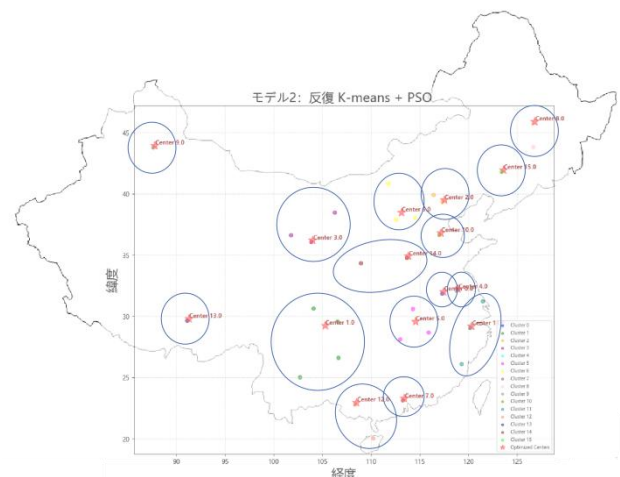 モデル2: 反復 K-means + PSO
緯度
45
40
35
30
25
20
90
95
100
105
110
115
120
125
経度
Center 9.0
Center 8.0
Center 15.0
Center 2.0
Center 10.0
Center 3.0
Center 14.0
Center 4.0
Center 13.0
Center 1.0
Center 5.0
Center 1
Center 12.0
Center 7.0
Cluster 0
Cluster 1
Cluster 2
Cluster 3
Cluster 4
Cluster 5
Cluster 6
Cluster 7
Cluster 8
Cluster 9
Cluster 10
Cluster 11
Cluster 12
Cluster 13
Cluster 14
Cluster 15
Optimized Centers